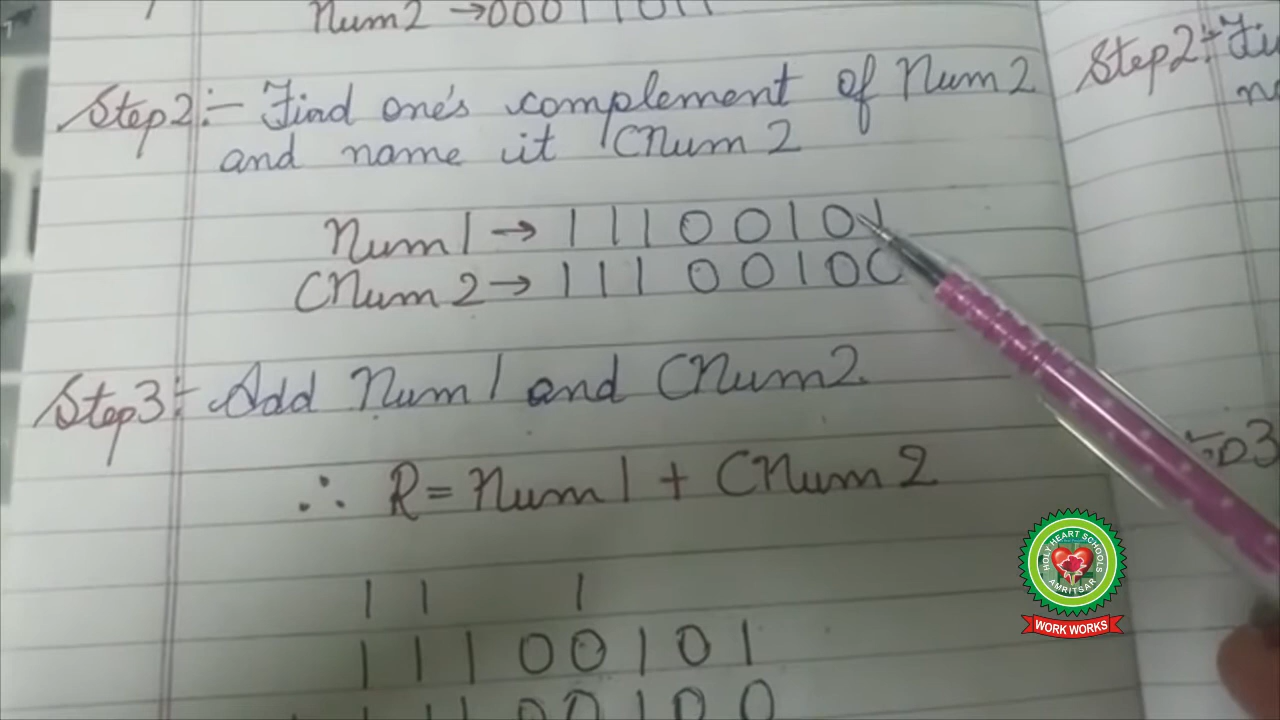 Num2 → 00011011
Step2:- Find one's complement of Num2
and name it CNum2
Num1 → 11100101
CNum2 → 11100100
Step3:- Add Num1 and CNum2
∴ R = Num1 + CNum2
1 1 1
11100101
11100100
Step2:-
HOLY HEART SCHOOLS
AMRITSAR
WORK WORKS